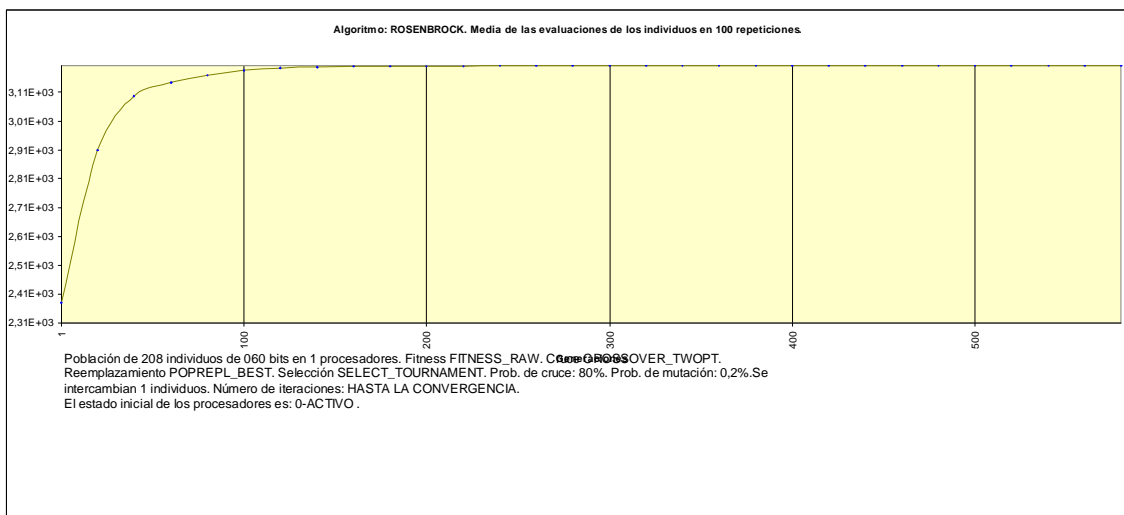 Algoritmo: ROSENBROCK. Media de las evaluaciones de los individuos en 100 repeticiones.
3,11E+03
3,01E+03
2,91E+03
2,81E+03
2,71E+03
2,61E+03
2,51E+03
2,41E+03
2,31E+03
1
100
200
300
400
500
Generaciones
Población de 208 individuos de 060 bits en 1 procesadores. Fitness FITNESS_RAW. Cruce CROSSOVER_TWOPT.
Reemplazamiento POPREPL_BEST. Selección SELECT_TOURNAMENT. Prob. de cruce: 80%. Prob. de mutación: 0,2%.Se
intercambian 1 individuos. Número de iteraciones: HASTA LA CONVERGENCIA.
El estado inicial de los procesadores es: 0-ACTIVO .